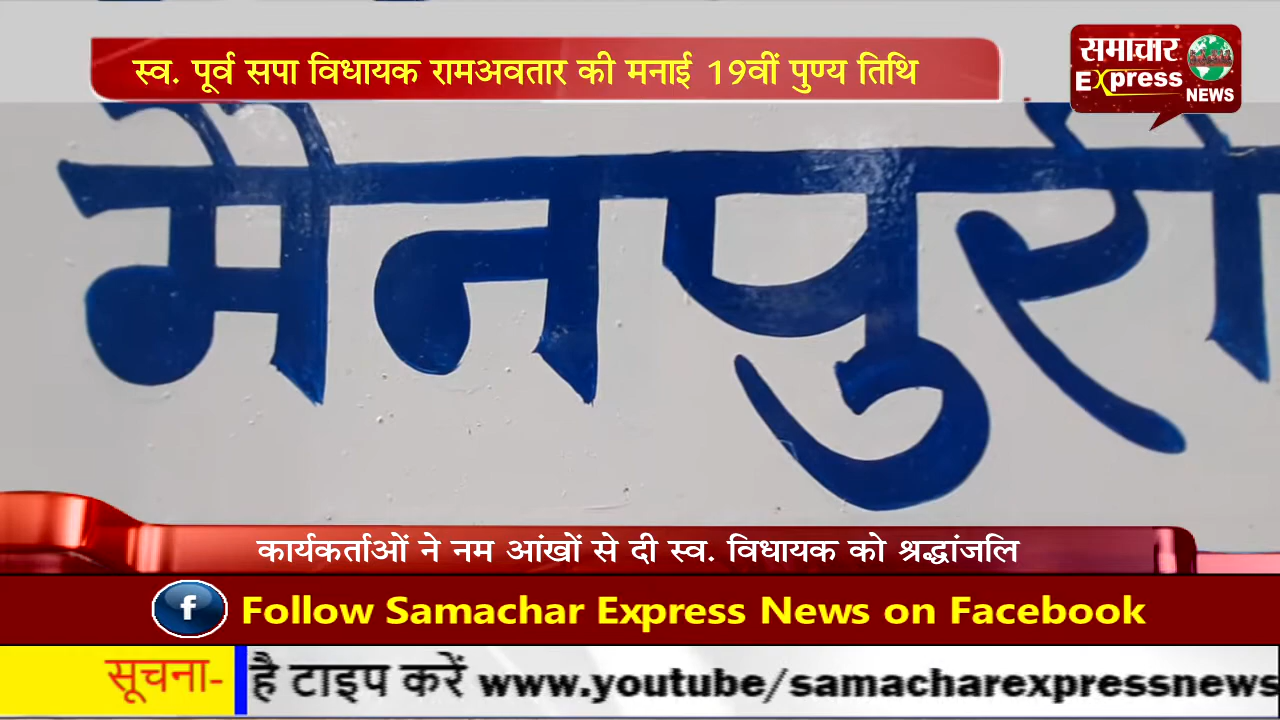 स्व. पूर्व सपा विधायक रामअवतार की मनाई 19वीं पुण्य तिथि
समाचार
Express
NEWS
मैनपुरी
कार्यकर्ताओं ने नम आंखों से दी स्व. विधायक को श्रद्धांजलि
f Follow Samachar Express News on Facebook
सूचना- है टाइप करें www.youtube/samacharexpressnews